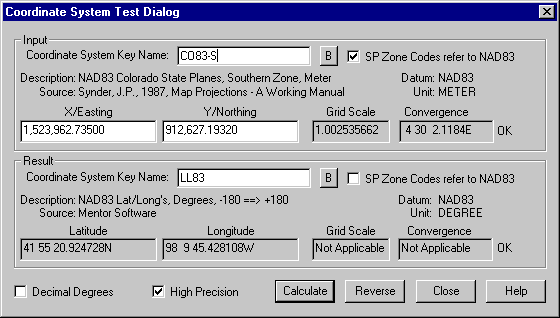 Coordinate System Test Dialog
Input
Coordinate System Key Name: CO83-S B SP Zone Codes refer to NAD83
Description: NAD83 Colorado State Planes, Southern Zone, Meter Datum: NAD83
Source: Synder, J.P., 1987, Map Projections - A Working Manual Unit: METER
X/Easting Y/Northing Grid Scale Convergence
1,523,962.73500 912,627.19320 1.002535662 4 30 2.1184E OK
Result
Coordinate System Key Name: LL83 B SP Zone Codes refer to NAD83
Description: NAD83 Lat/Long's, Degrees, -180 ==> +180 Datum: NAD83
Source: Mentor Software Unit: DEGREE
Latitude Longitude Grid Scale Convergence
41 55 20.924728N 98 9 45.428108W Not Applicable Not Applicable OK
Decimal Degrees High Precision Calculate Reverse Close Help